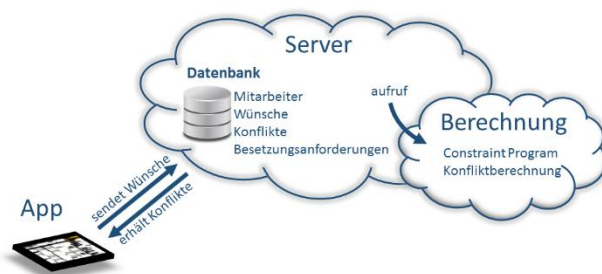 Server
Datenbank
Mitarbeiter
Wünsche
Konflikte
Besetzungsanforderungen
aufruf
Berechnung
Constraint Program
Konfliktberechnung
sendet Wünsche
erhält Konflikte
App